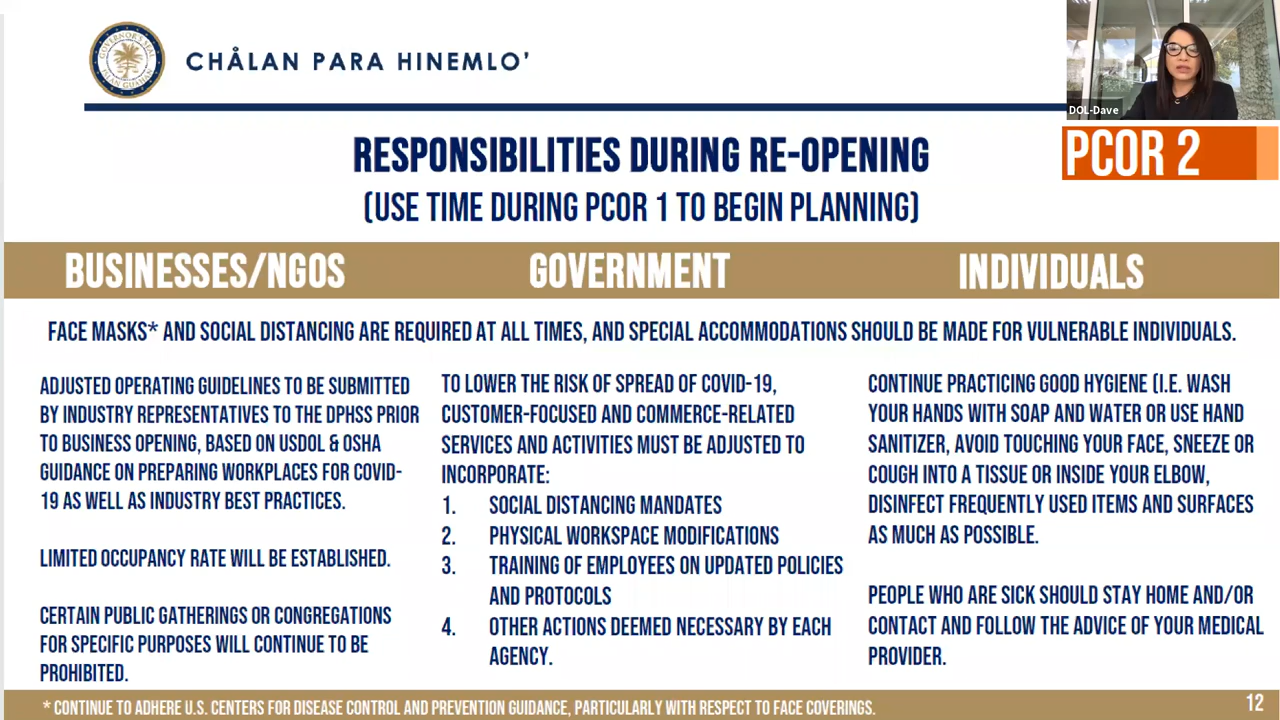 GOVERNOR'S SEAL
ISLAN GUAHAN
CHÅLAN PARA HINEMLO'
DOL-Dave
PCOR 2
RESPONSIBILITIES DURING RE-OPENING
(USE TIME DURING PCOR 1 TO BEGIN PLANNING)
BUSINESSES/NGOS
GOVERNMENT
INDIVIDUALS
FACE MASKS* AND SOCIAL DISTANCING ARE REQUIRED AT ALL TIMES, AND SPECIAL ACCOMMODATIONS SHOULD BE MADE FOR VULNERABLE INDIVIDUALS.
ADJUSTED OPERATING GUIDELINES TO BE SUBMITTED
BY INDUSTRY REPRESENTATIVES TO THE DPHSS PRIOR
TO BUSINESS OPENING, BASED ON USDOL & OSHA
GUIDANCE ON PREPARING WORKPLACES FOR COVID-
19 AS WELL AS INDUSTRY BEST PRACTICES.
LIMITED OCCUPANCY RATE WILL BE ESTABLISHED.
CERTAIN PUBLIC GATHERINGS OR CONGREGATIONS
FOR SPECIFIC PURPOSES WILL CONTINUE TO BE
PROHIBITED.
TO LOWER THE RISK OF SPREAD OF COVID-19,
CUSTOMER-FOCUSED AND COMMERCE-RELATED
SERVICES AND ACTIVITIES MUST BE ADJUSTED TO
INCORPORATE:
1. SOCIAL DISTANCING MANDATES
2. PHYSICAL WORKSPACE MODIFICATIONS
3. TRAINING OF EMPLOYEES ON UPDATED POLICIES
AND PROTOCOLS
4. OTHER ACTIONS DEEMED NECESSARY BY EACH
AGENCY.
CONTINUE PRACTICING GOOD HYGIENE (I.E. WASH
YOUR HANDS WITH SOAP AND WATER OR USE HAND
SANITIZER, AVOID TOUCHING YOUR FACE, SNEEZE OR
COUGH INTO A TISSUE OR INSIDE YOUR ELBOW,
DISINFECT FREQUENTLY USED ITEMS AND SURFACES
AS MUCH AS POSSIBLE.
PEOPLE WHO ARE SICK SHOULD STAY HOME AND/OR
CONTACT AND FOLLOW THE ADVICE OF YOUR MEDICAL
PROVIDER.
* CONTINUE TO ADHERE U.S. CENTERS FOR DISEASE CONTROL AND PREVENTION GUIDANCE, PARTICULARLY WITH RESPECT TO FACE COVERINGS.
12